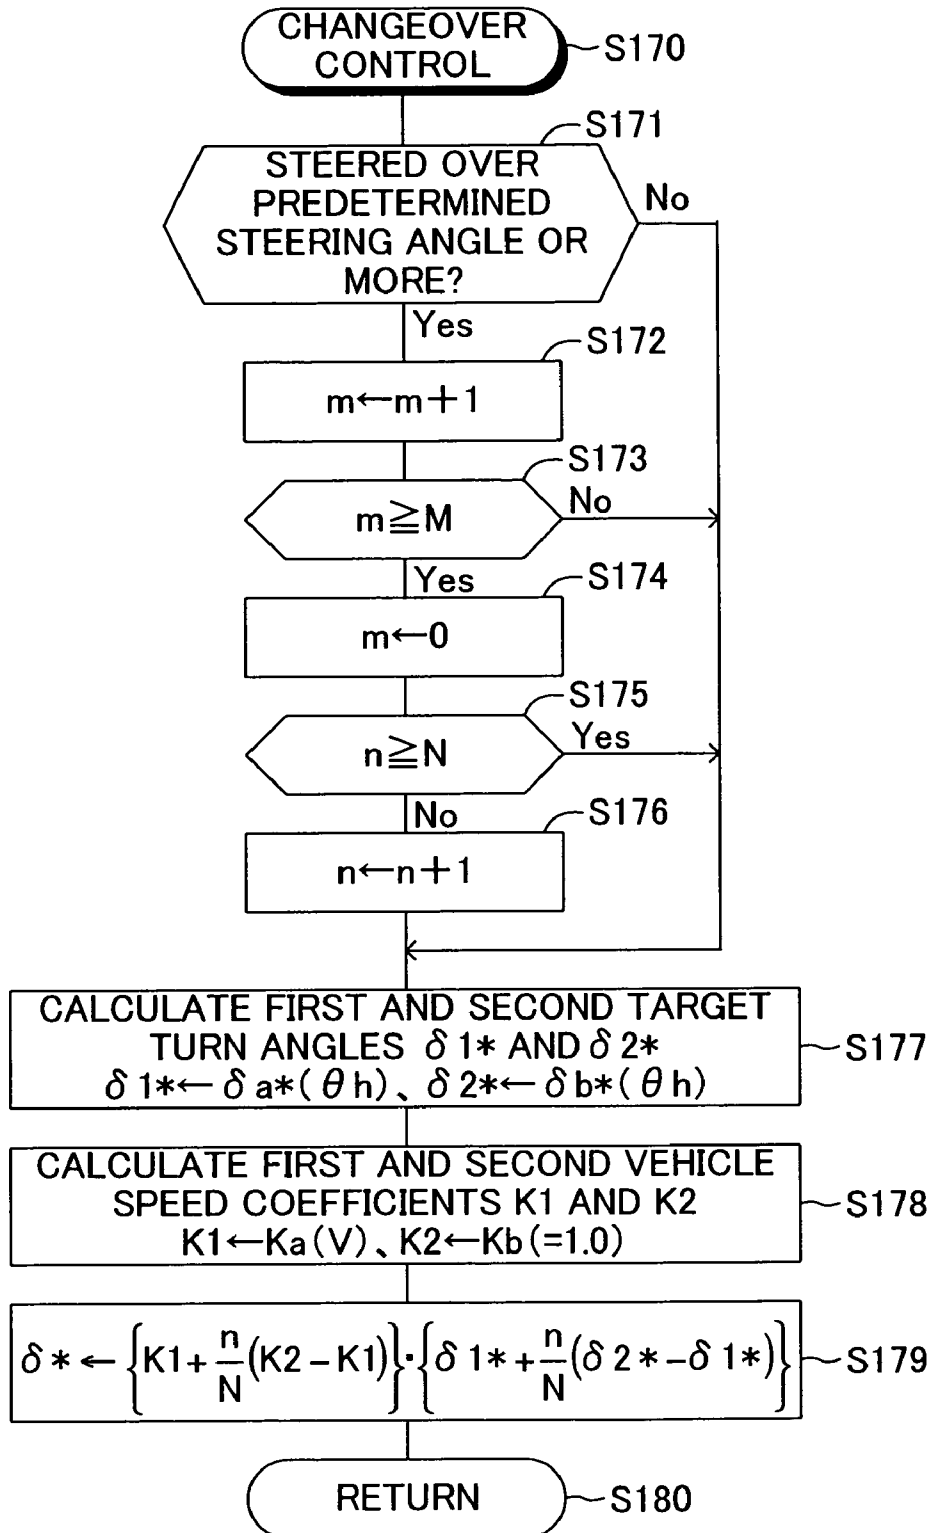 CHANGEOVER
CONTROL
S170
S171
STEERED OVER
PREDETERMINED
STEERING ANGLE OR
MORE?
No
Yes
S172
m←m+1
S173
m≧M
No
Yes
S174
m←0
S175
n≧N
Yes
No
S176
n←n+1
CALCULATE FIRST AND SECOND TARGET
TURN ANGLES δ1* AND δ2*
δ1*←δa*(θh)、δ2*←δb*(θh)
S177
CALCULATE FIRST AND SECOND VEHICLE
SPEED COEFFICIENTS K1 AND K2
K1←Ka(V)、K2←Kb(=1.0)
S178
δ* ← {K1+n/N(K2-K1)}·{δ1*+n/N(δ2*-δ1*)}
S179
RETURN
S180